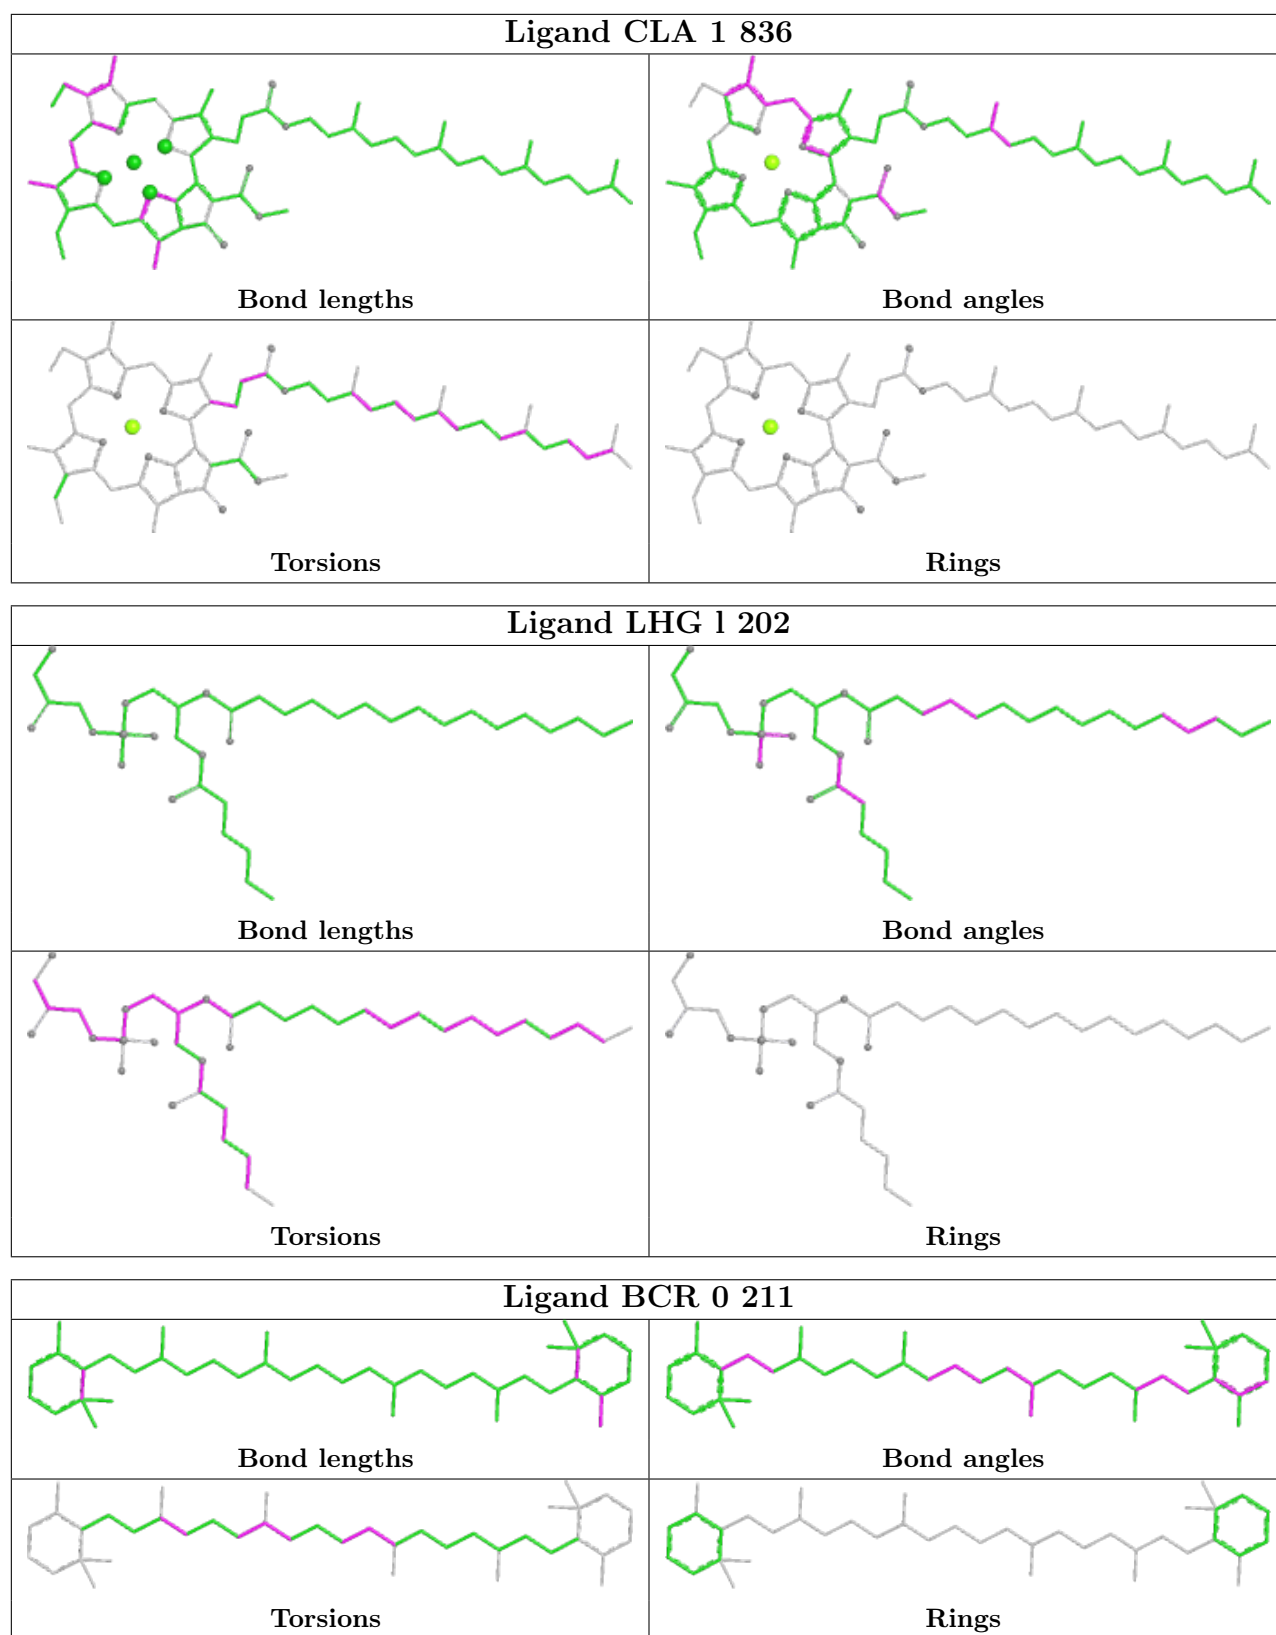 Ligand CLA 1 836
Bond lengths
Bond angles
Torsions
Rings
Ligand LHG l 202
Bond lengths
Bond angles
Torsions
Rings
Ligand BCR 0 211
Bond lengths
Bond angles
Torsions
Rings